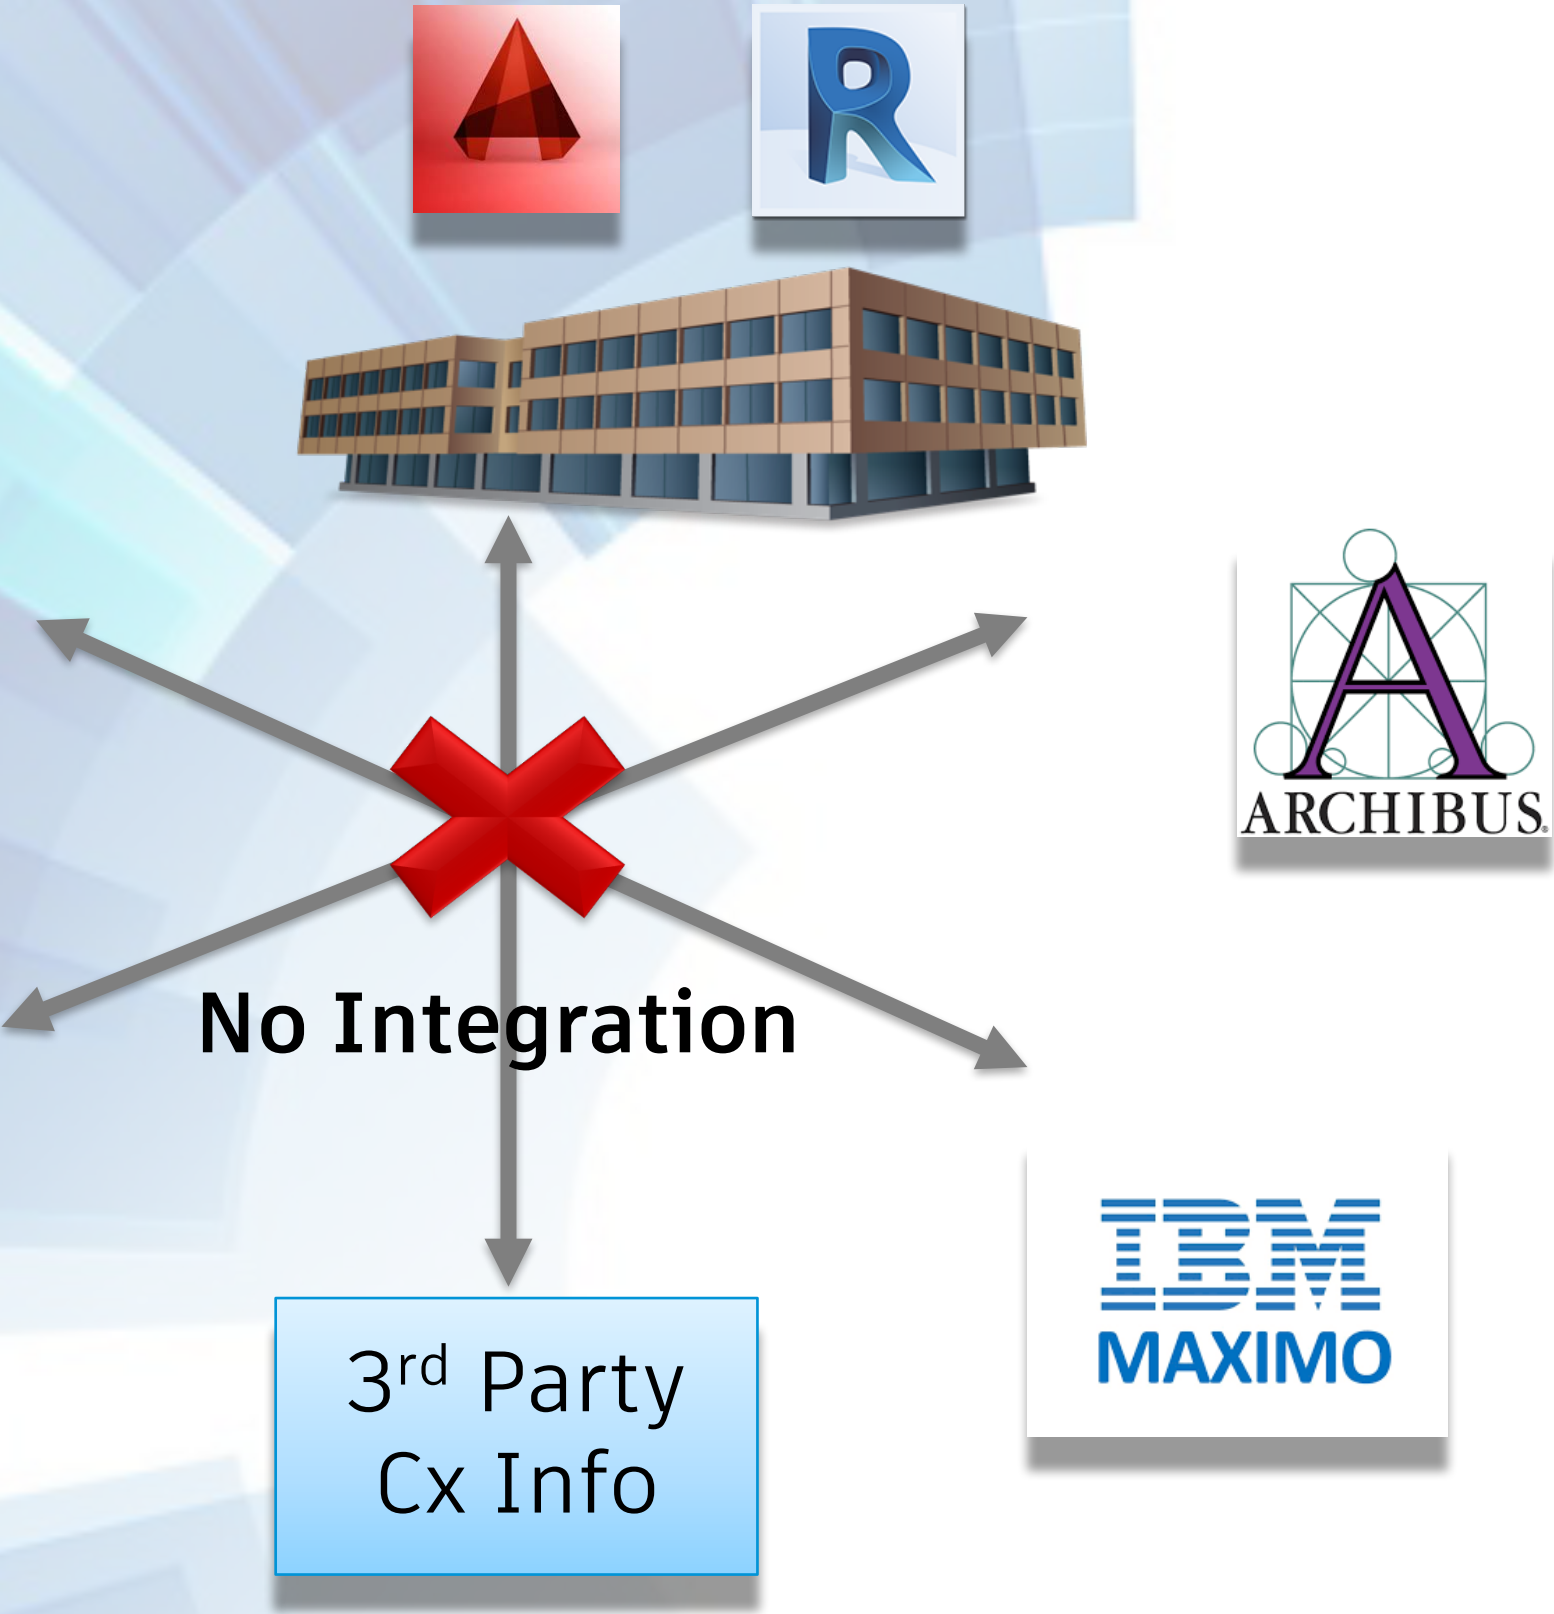 ARCHIBUS®
No Integration
IBM
MAXIMO
3rd Party
Cx Info